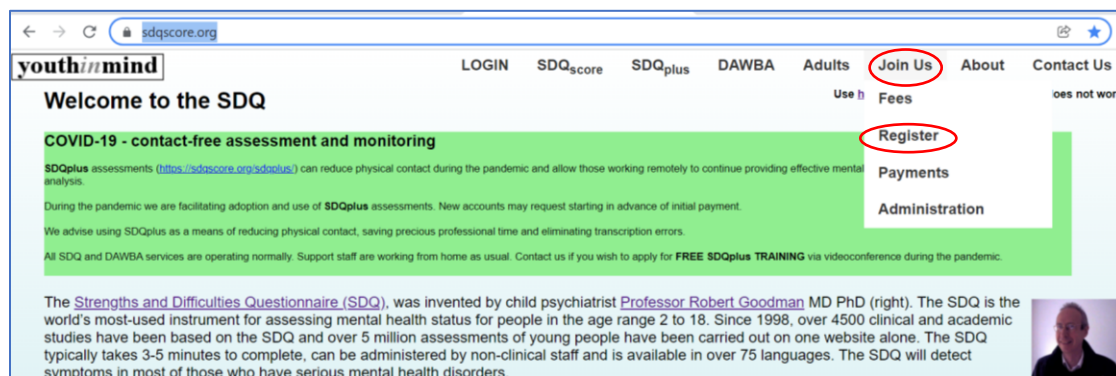 sdqscore.org
youthinmind
LOGIN SDQscore SDQplus DAWBA Adults Join Us About Contact Us
Welcome to the SDQ
Use
Fees
Register
Payments
Administration
COVID-19 - contact-free assessment and monitoring
SDQplus assessments (https://sdqscore.org/sdqplus/) can reduce physical contact during the pandemic and allow those working remotely to continue providing effective mental
analysis.
During the pandemic we are facilitating adoption and use of SDQplus assessments. New accounts may request starting in advance of initial payment.
We advise using SDQplus as a means of reducing physical contact, saving precious professional time and eliminating transcription errors.
All SDQ and DAWBA services are operating normally. Support staff are working from home as usual. Contact us if you wish to apply for FREE SDQplus TRAINING via videoconference during the pandemic.
The Strengths and Difficulties Questionnaire (SDQ), was invented by child psychiatrist Professor Robert Goodman MD PhD (right). The SDQ is the
world's most-used instrument for assessing mental health status for people in the age range 2 to 18. Since 1998, over 4500 clinical and academic
studies have been based on the SDQ and over 5 million assessments of young people have been carried out on one website alone. The SDQ
typically takes 3-5 minutes to complete, can be administered by non-clinical staff and is available in over 75 languages. The SDQ will detect
symptoms in most of those who have serious mental health disorders.